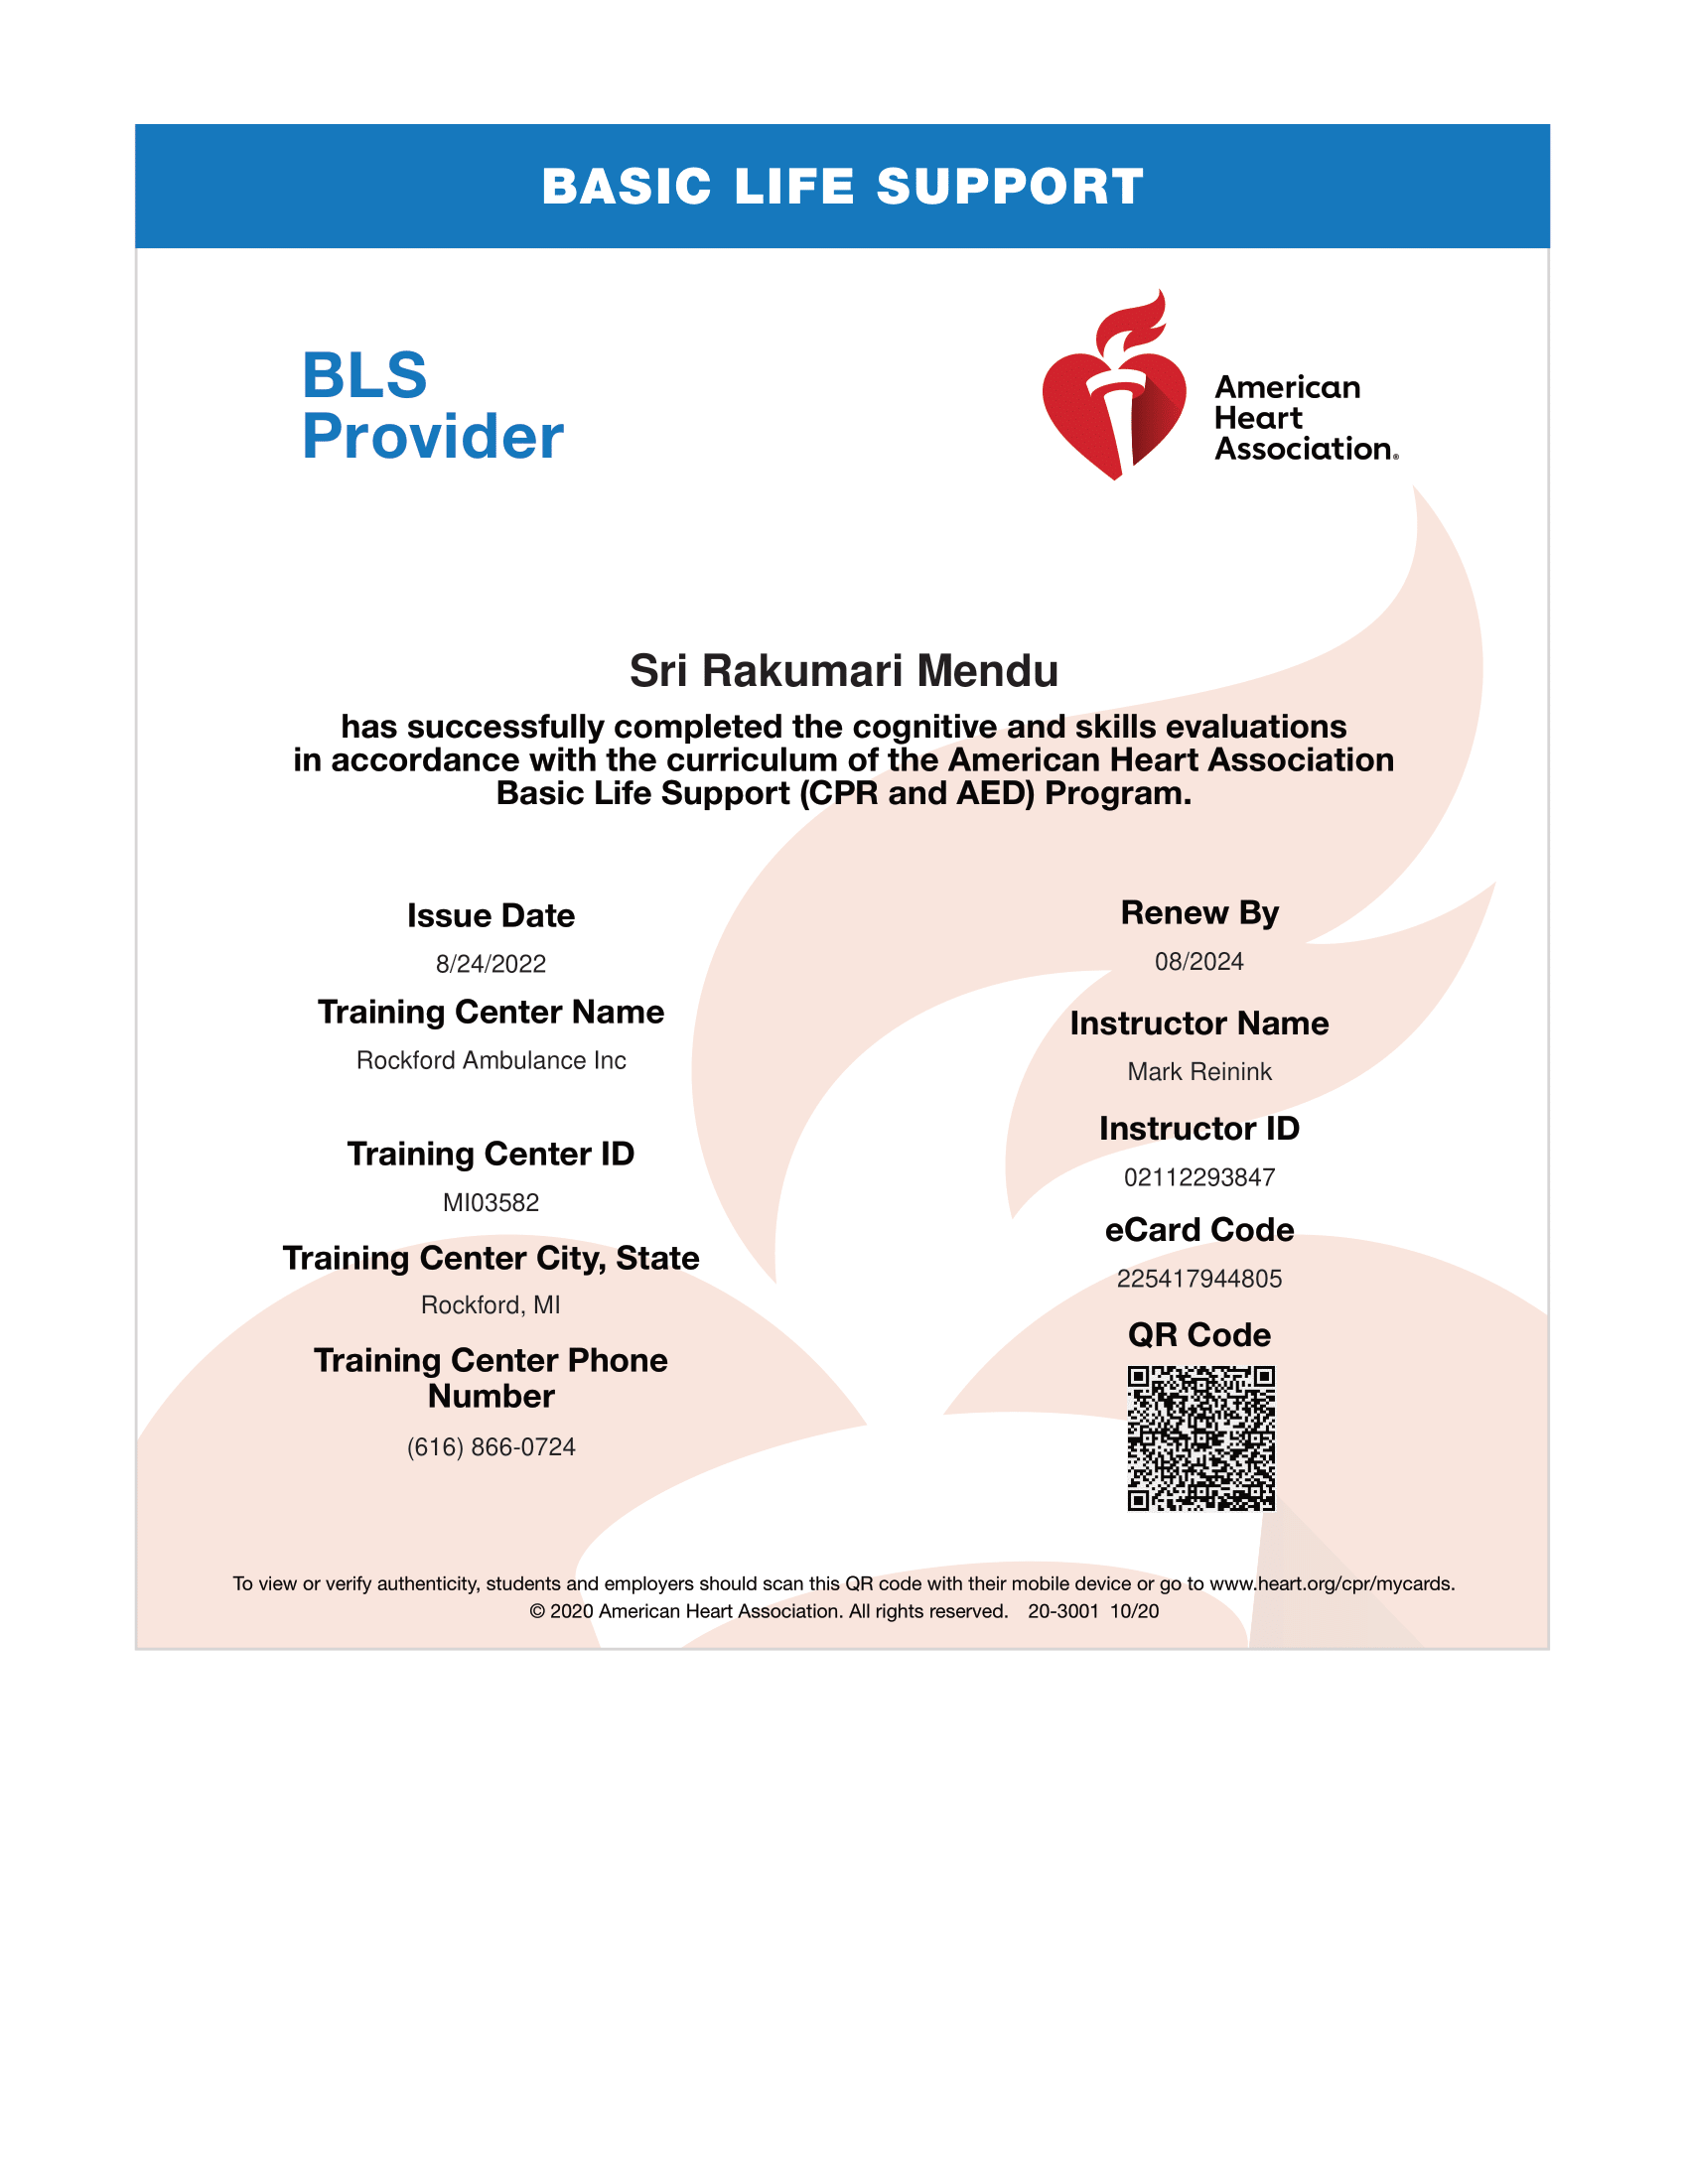 BASIC LIFE SUPPORT
BLS
Provider
American
Heart
Association.
Sri Rakumari Mendu
has successfully completed the cognitive and skills evaluations
in accordance with the curriculum of the American Heart Association
Basic Life Support (CPR and AED) Program.
Issue Date
8/24/2022
Training Center Name
Rockford Ambulance Inc
Training Center ID
MI03582
Training Center City, State
Rockford, MI
Training Center Phone
Number
(616) 866-0724
Renew By
08/2024
Instructor Name
Mark Reinink
Instructor ID
02112293847
eCard Code
225417944805
QR Code
To view or verify authenticity, students and employers should scan this QR code with their mobile device or go to www.heart.org/cpr/mycards.
© 2020 American Heart Association. All rights reserved. 20-3001 10/20